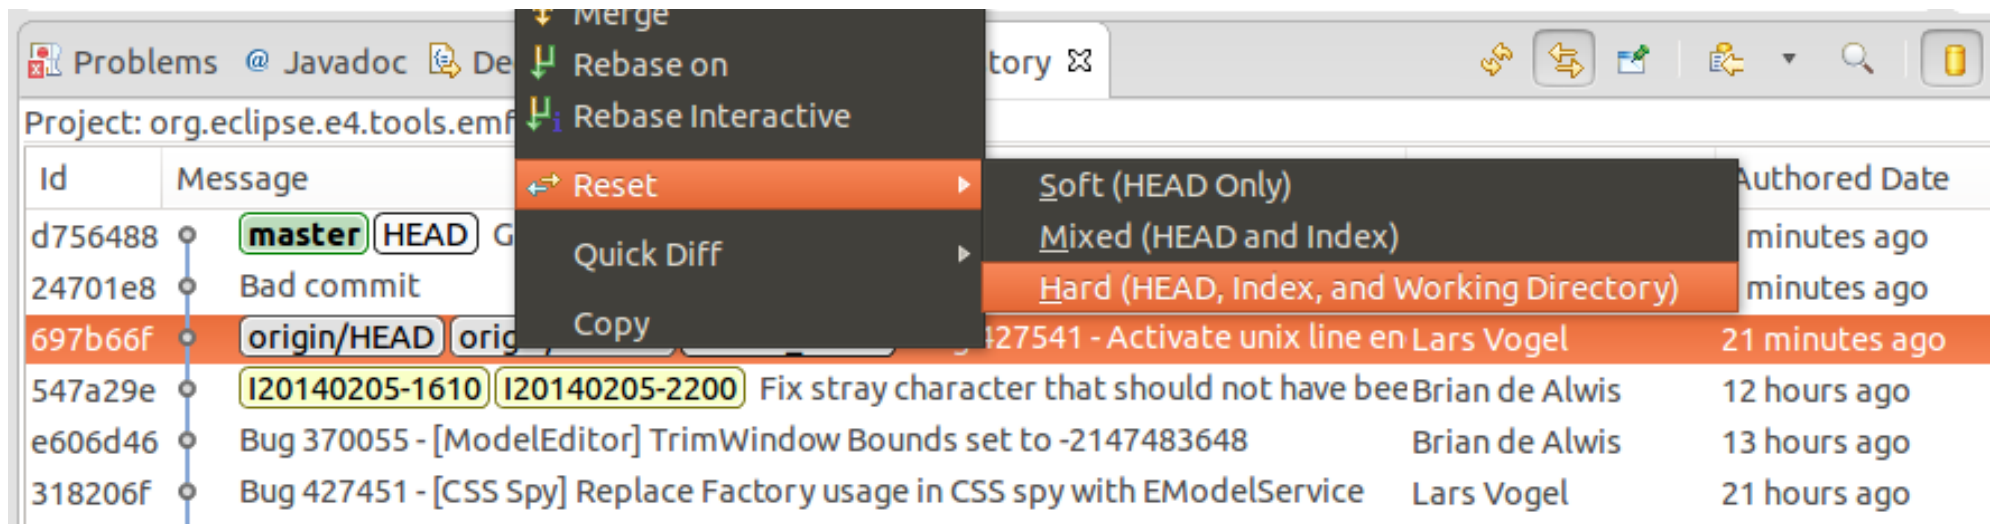 Merge
Problems @ Javadoc De tory
Rebase on
Project: org.eclipse.e4.tools.emf
Rebase Interactive
Id Message Reset Soft (HEAD Only) Authored Date
d756488 master HEAD G Mixed (HEAD and Index) minutes ago
Quick Diff
24701e8 Bad commit Hard (HEAD, Index, and Working Directory) minutes ago
Copy
697b66f origin/HEAD orig 427541 - Activate unix line en Lars Vogel 21 minutes ago
547a29e I20140205-1610 I20140205-2200 Fix stray character that should not have bee Brian de Alwis 12 hours ago
e606d46 Bug 370055 - [ModelEditor] TrimWindow Bounds set to -2147483648 Brian de Alwis 13 hours ago
318206f Bug 427451 - [CSS Spy] Replace Factory usage in CSS spy with EModelService Lars Vogel 21 hours ago